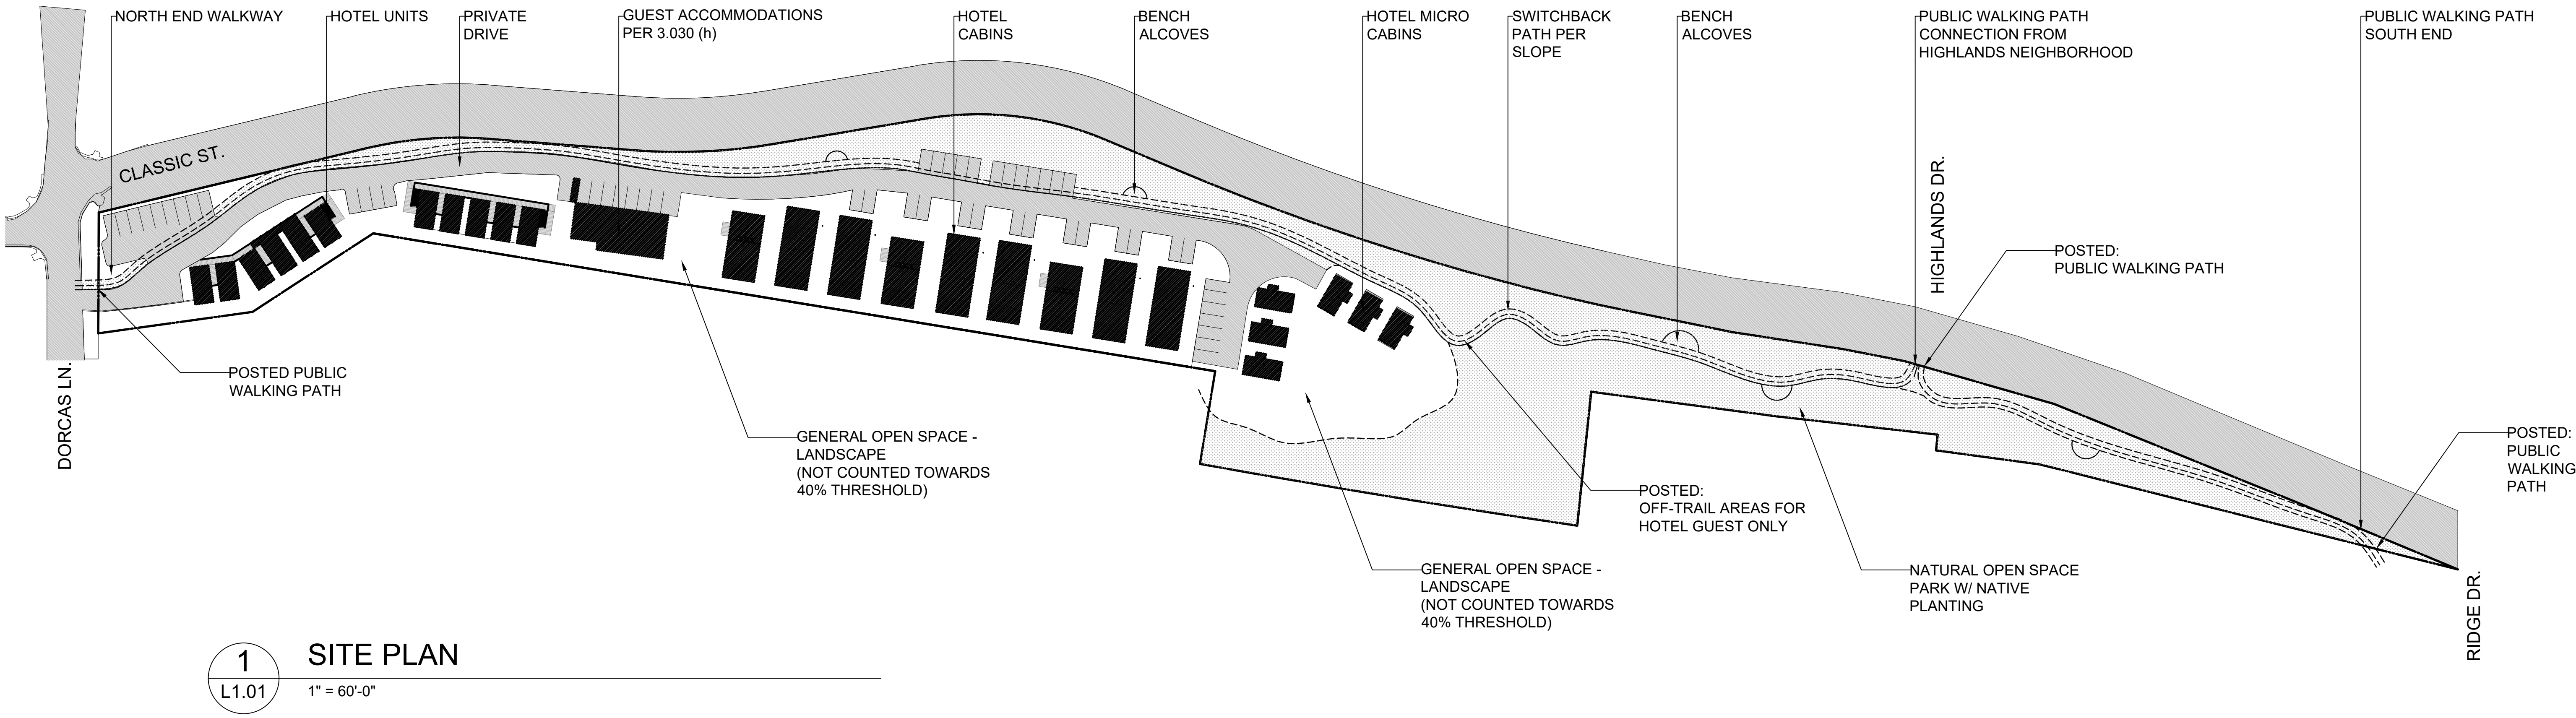 NORTH END WALKWAY
HOTEL UNITS
PRIVATE
DRIVE
GUEST ACCOMMODATIONS
PER 3.030 (h)
HOTEL
CABINS
BENCH
ALCOVES
HOTEL MICRO
CABINS
SWITCHBACK
PATH PER
SLOPE
BENCH
ALCOVES
PUBLIC WALKING PATH
CONNECTION FROM
HIGHLANDS NEIGHBORHOOD
PUBLIC WALKING PATH
SOUTH END
CLASSIC ST.
HIGHLANDS DR.
POSTED:
PUBLIC WALKING PATH
DORCAS LN.
POSTED PUBLIC
WALKING PATH
GENERAL OPEN SPACE -
LANDSCAPE
(NOT COUNTED TOWARDS
40% THRESHOLD)
POSTED:
PUBLIC
WALKING
PATH
POSTED:
OFF-TRAIL AREAS FOR
HOTEL GUEST ONLY
GENERAL OPEN SPACE -
LANDSCAPE
(NOT COUNTED TOWARDS
40% THRESHOLD)
NATURAL OPEN SPACE
PARK W/ NATIVE
PLANTING
RIDGE DR.
1
L1.01
SITE PLAN
1" = 60'-0"